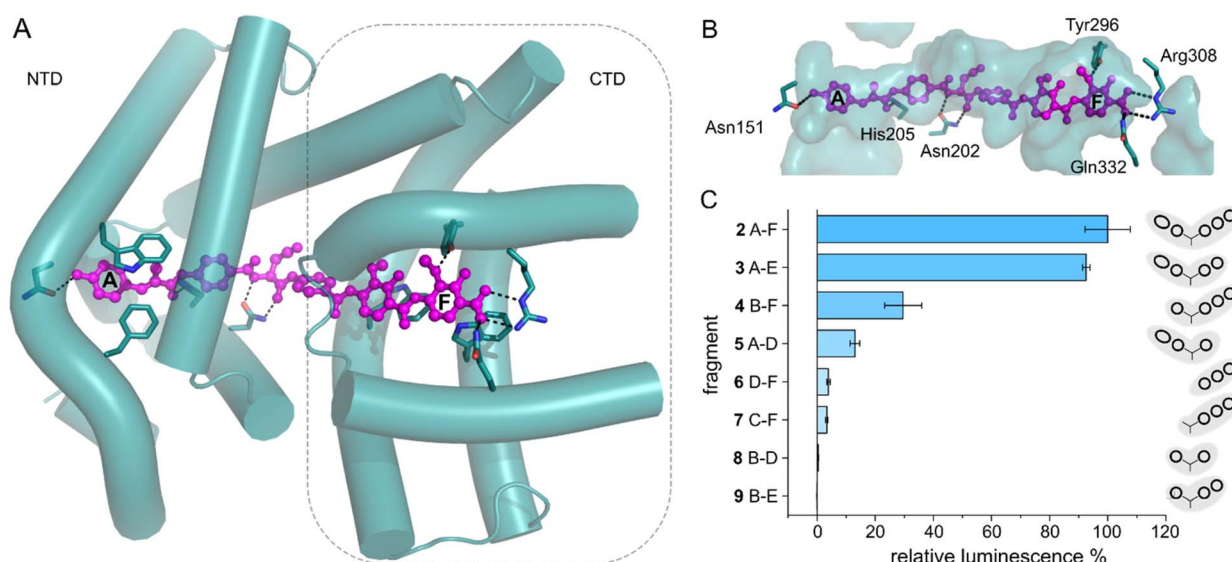 A
NTD
CTD
A
F
B
Tyr296
Arg308
A
F
Asn151
His205
Asn202
Gln332
C
fragment
2 A-F
3 A-E
4 B-F
5 A-D
6 D-F
7 C-F
8 B-D
9 B-E
0 20 40 60 80 100 120
relative luminescence %